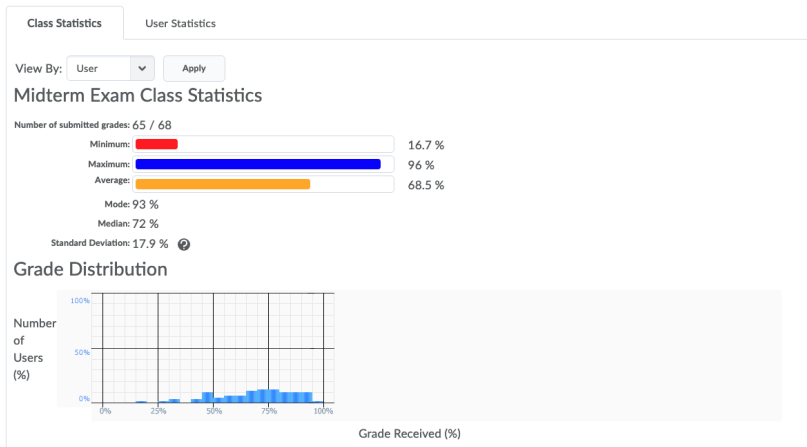 Class Statistics
User Statistics
View By: User Apply
Midterm Exam Class Statistics
Number of submitted grades: 65 / 68
Minimum: 16.7 %
Maximum: 96 %
Average: 68.5 %
Mode: 93 %
Median: 72 %
Standard Deviation: 17.9 % ?
Grade Distribution
Number
of
Users
(%)
100%
50%
0%
0% 25% 50% 75% 100%
Grade Received (%)